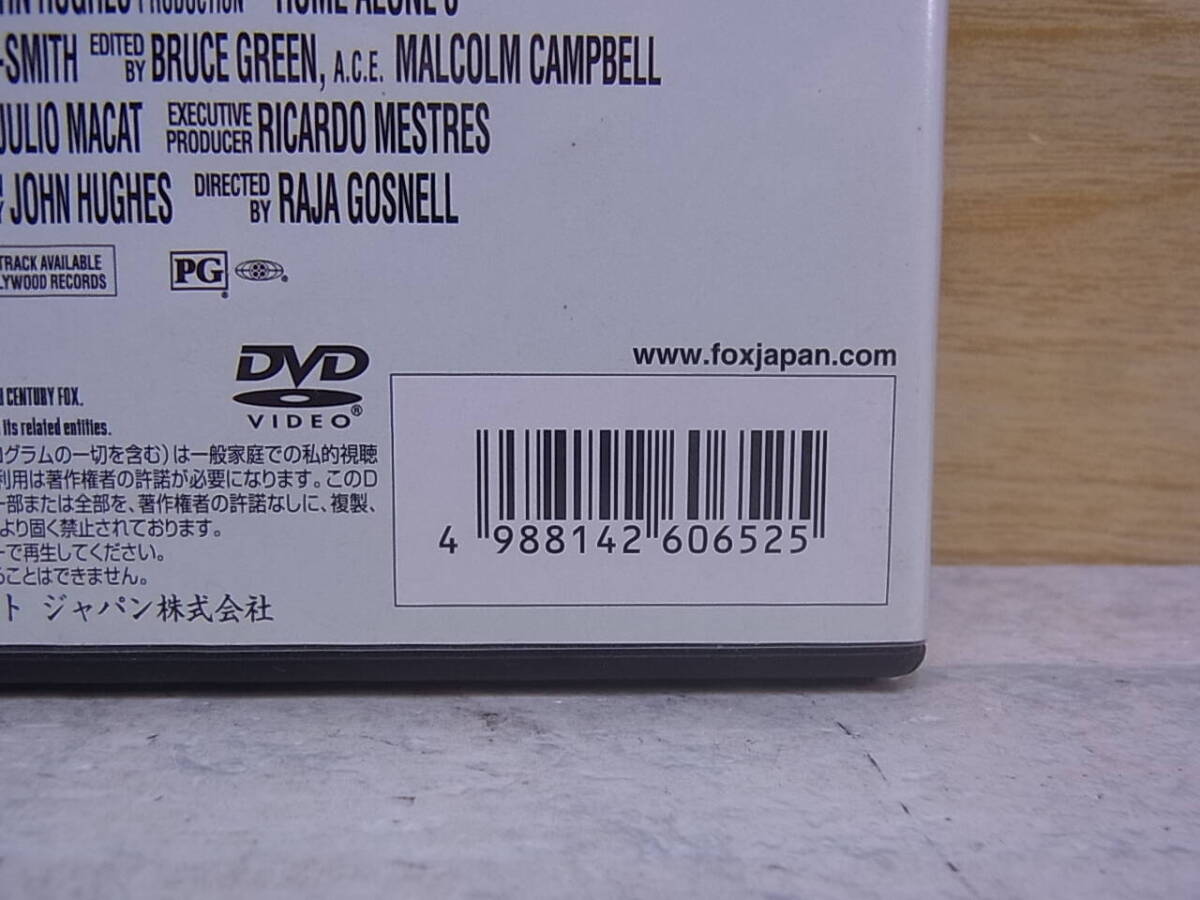 HUGHES PRODUCTION HOME ALONE 3
-SMITH EDITED BY BRUCE GREEN, A.C.E. MALCOLM CAMPBELL
JULIO MACAT EXECUTIVE PRODUCER RICARDO MESTRES
JOHN HUGHES DIRECTED BY RAJA GOSNELL
TRACK AVAILABLE
LYWOOD RECORDS
PG
DVD
VIDEO®
www.foxjapan.com
CENTURY FOX.
its related entities.
グラムの一切を含む)は一般家庭での私的視聴
利用は著作権者の許諾が必要になります。このD
一部または全部を、著作権者の許諾なしに、複製、
より固く禁止されております。
ーで再生してください。
ることはできません。
ト ジャパン株式会社
4 988142 606525